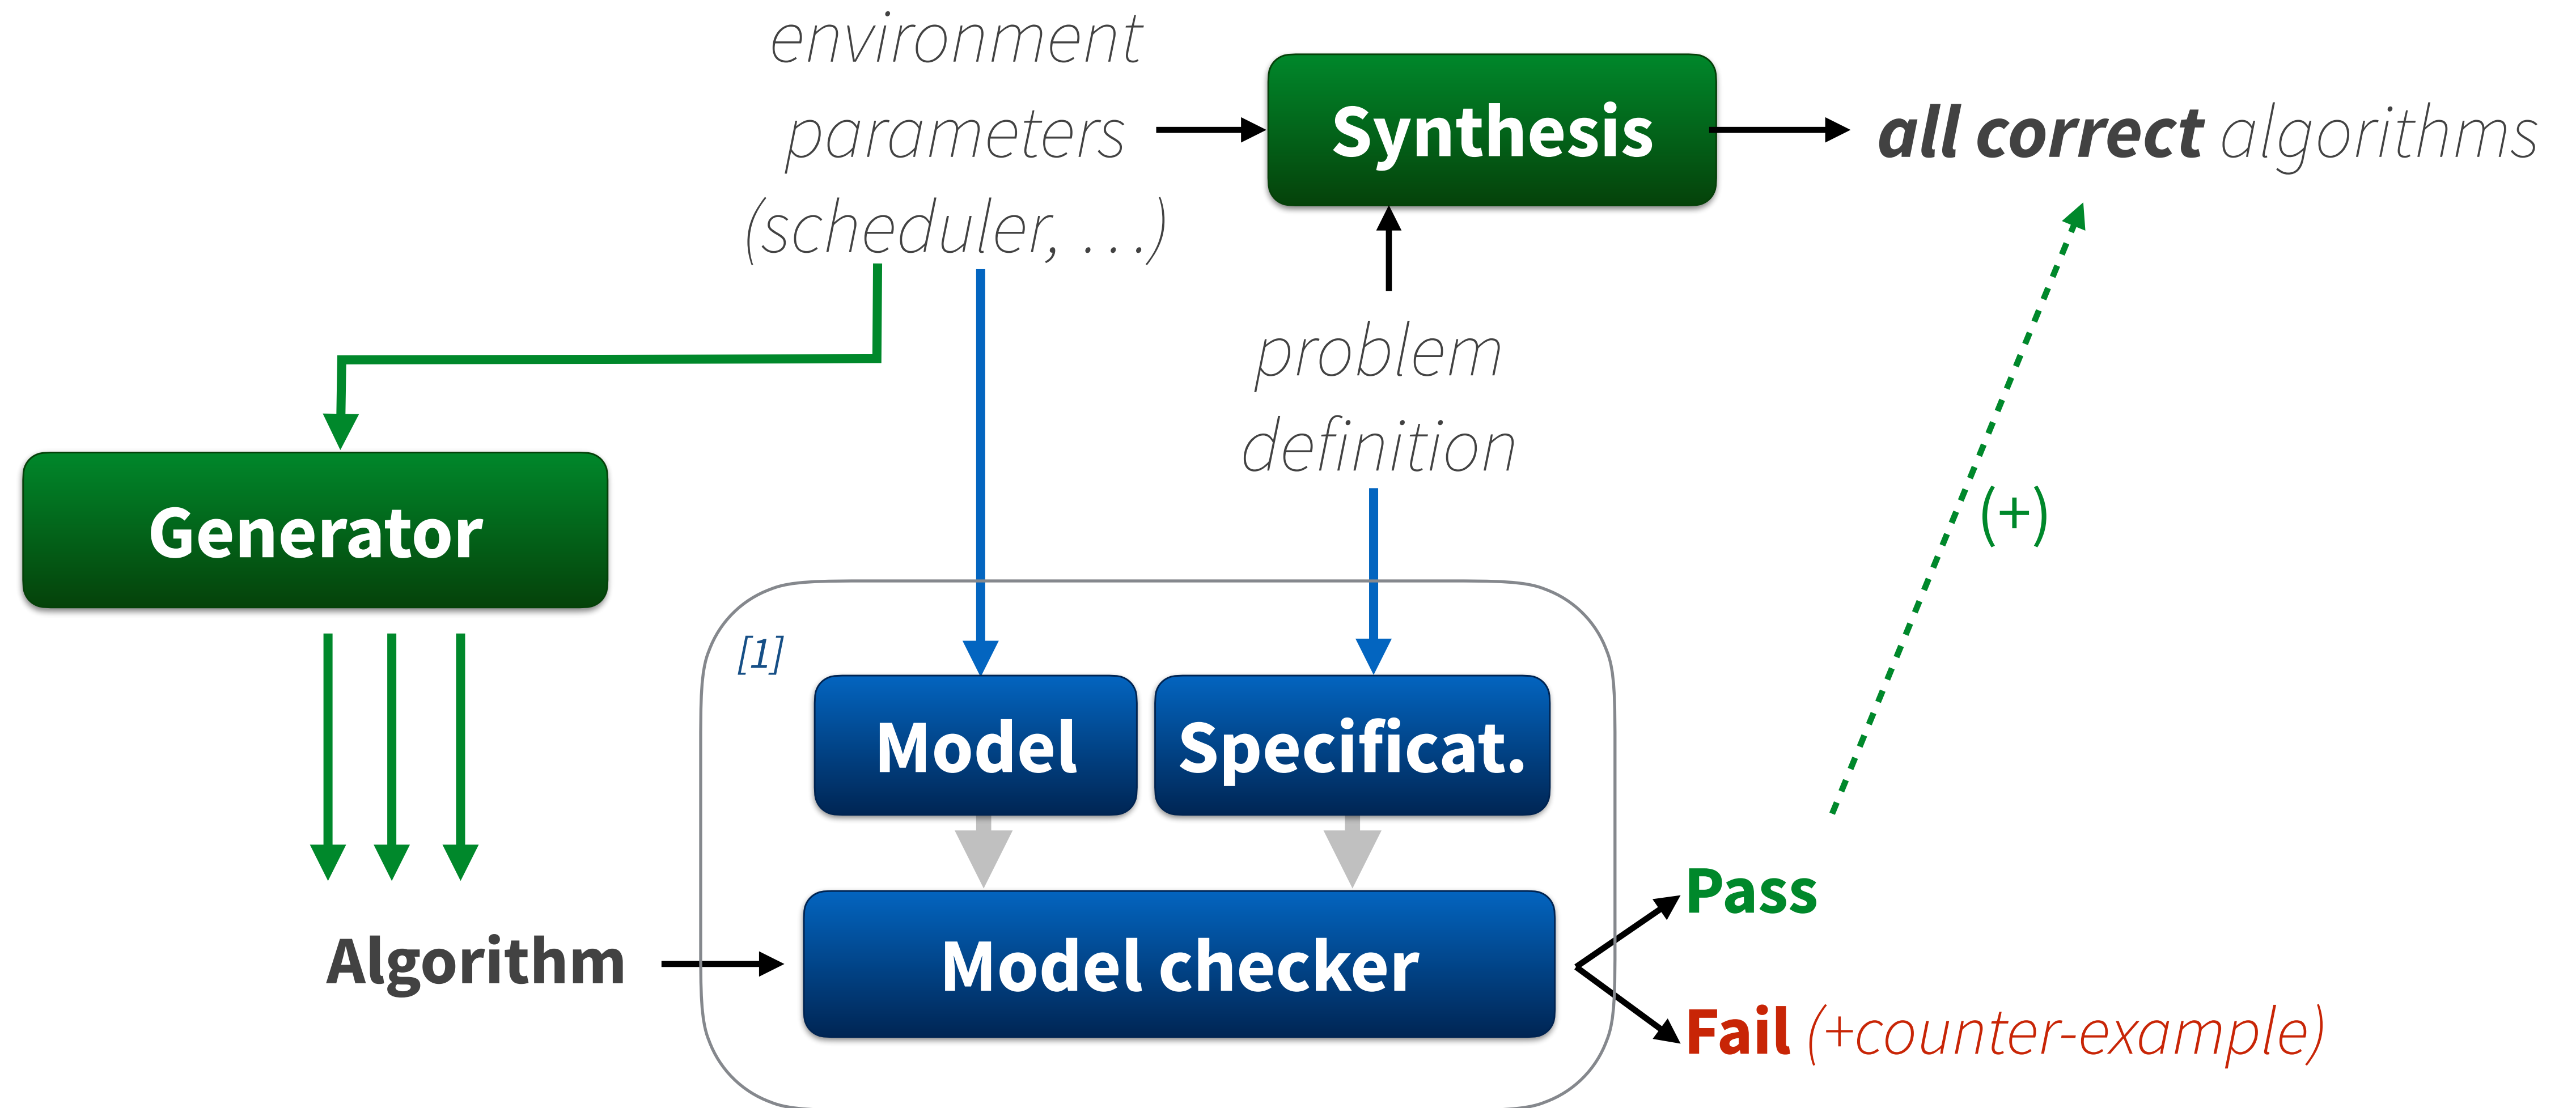 environment
parameters
(scheduler, …)
Synthesis
all correct algorithms
problem
definition
Generator
(+)
[1]
Model
Specificat.
Algorithm
Model checker
Pass
Fail (+counter-example)